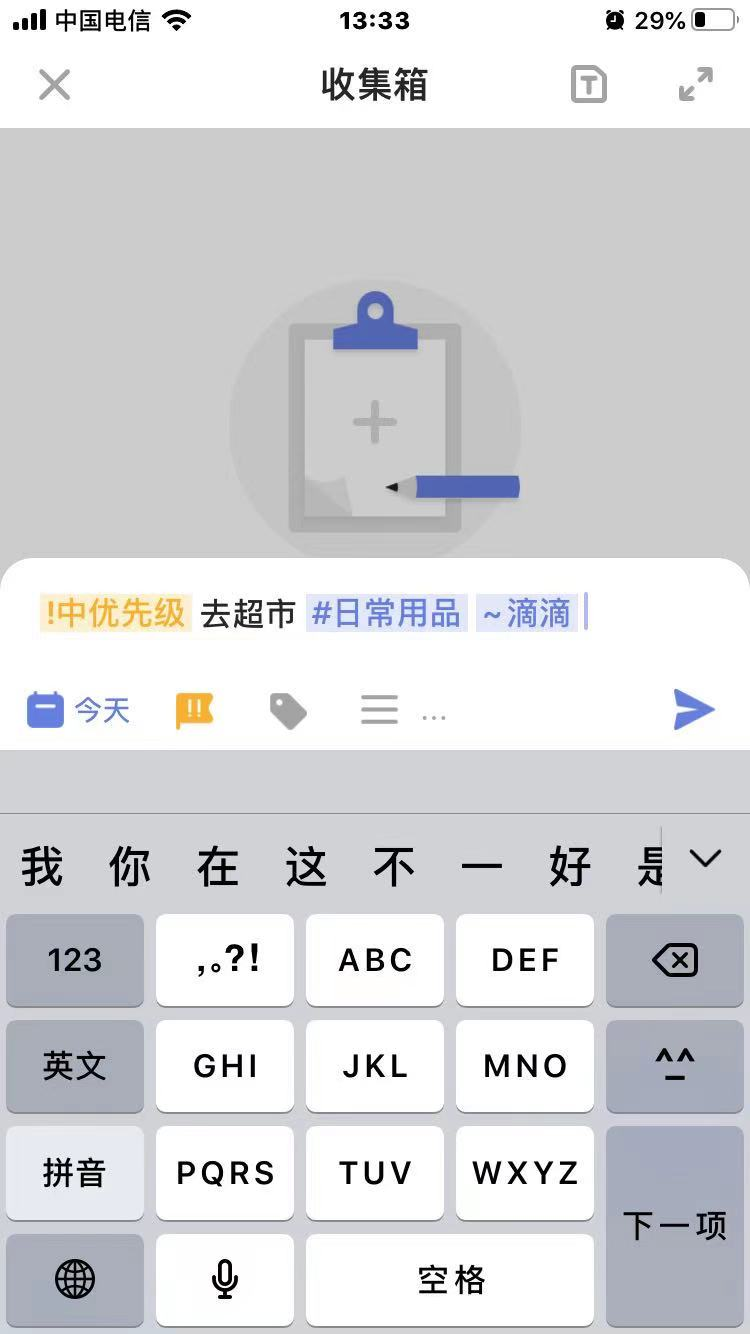 中国电信 13:33 29%
收集箱
!中优先级 去超市 #日常用品 ~滴滴
今天 !! ...
我 你 在 这 不 一 好 是
123 ,。?! ABC DEF
英文 GHI JKL MNO ^_^
拼音 PQRS TUV WXYZ
下一项
空格